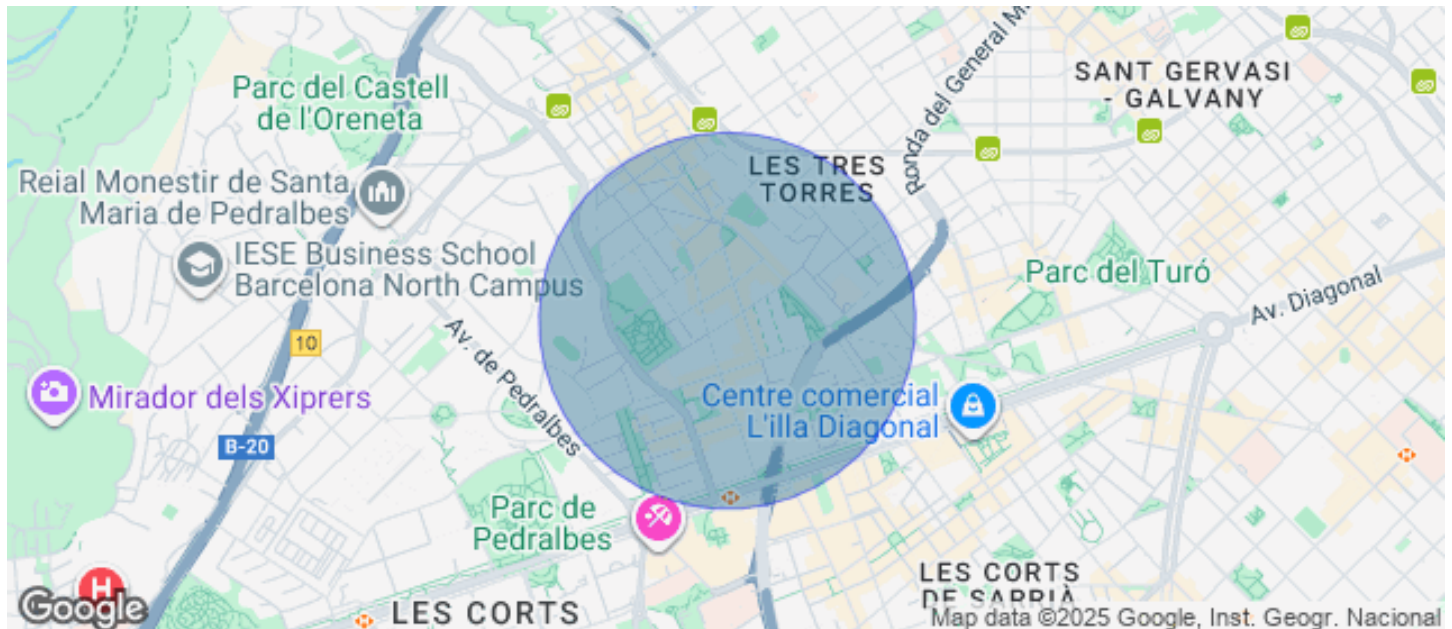 Parc del Castell
de l'Oreneta
Ronda del General Mi
SANT GERVASI
- GALVANY
LES TRES
TORRES
Reial Monestir de Santa
Maria de Pedralbes
IESE Business School
Barcelona North Campus
Parc del Turó
Av. Diagonal
10
Av. de Pedralbes
Mirador dels Xiprers
Centre comercial
L'illa Diagonal
B-20
Parc de
Pedralbes
H
LES CORTS
DE SARRIÀ
Google
LES CORTS
Map data ©2025 Google, Inst. Geogr. Nacional